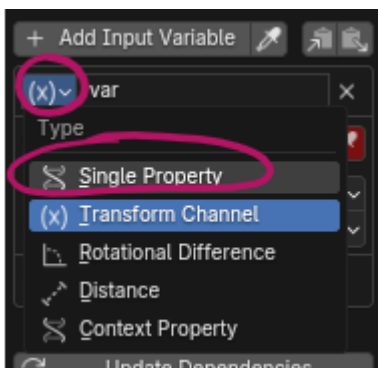 + Add Input Variable
(x) var
Type
Single Property
(x) Transform Channel
Rotational Difference
Distance
Context Property
Update Dependencies